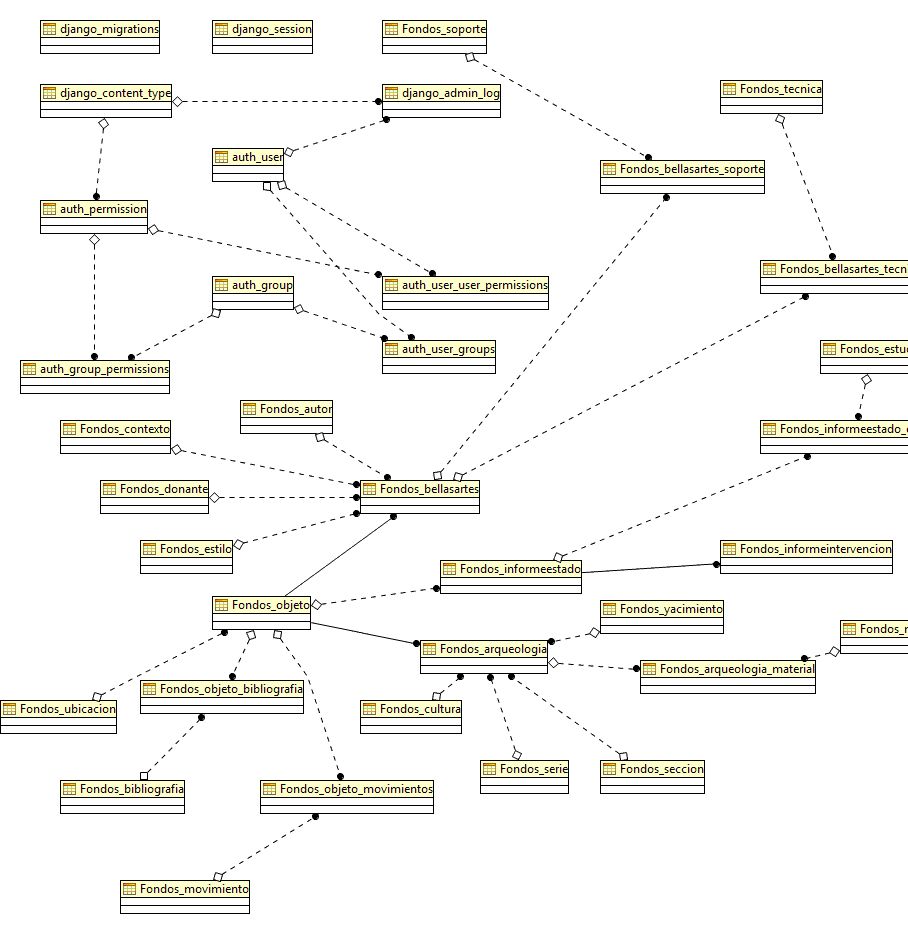 django_migrations
django_session
Fondos_soporte
django_content_type
django_admin_log
Fondos_tecnica
auth_user
Fondos_bellasartes_soporte
auth_permission
Fondos_bellasartes_tecn
auth_group
auth_user_user_permissions
auth_user_groups
Fondos_estu
auth_group_permissions
Fondos_autor
Fondos_contexto
Fondos_informeestado_
Fondos_donante
Fondos_bellasartes
Fondos_estilo
Fondos_informeintervencion
Fondos_informeestado
Fondos_objeto
Fondos_yacimiento
Fondos_arqueologia
Fondos_arqueologia_material
Fondos_objeto_bibliografia
Fondos_ubicacion
Fondos_cultura
Fondos_serie
Fondos_seccion
Fondos_bibliografia
Fondos_objeto_movimientos
Fondos_movimiento